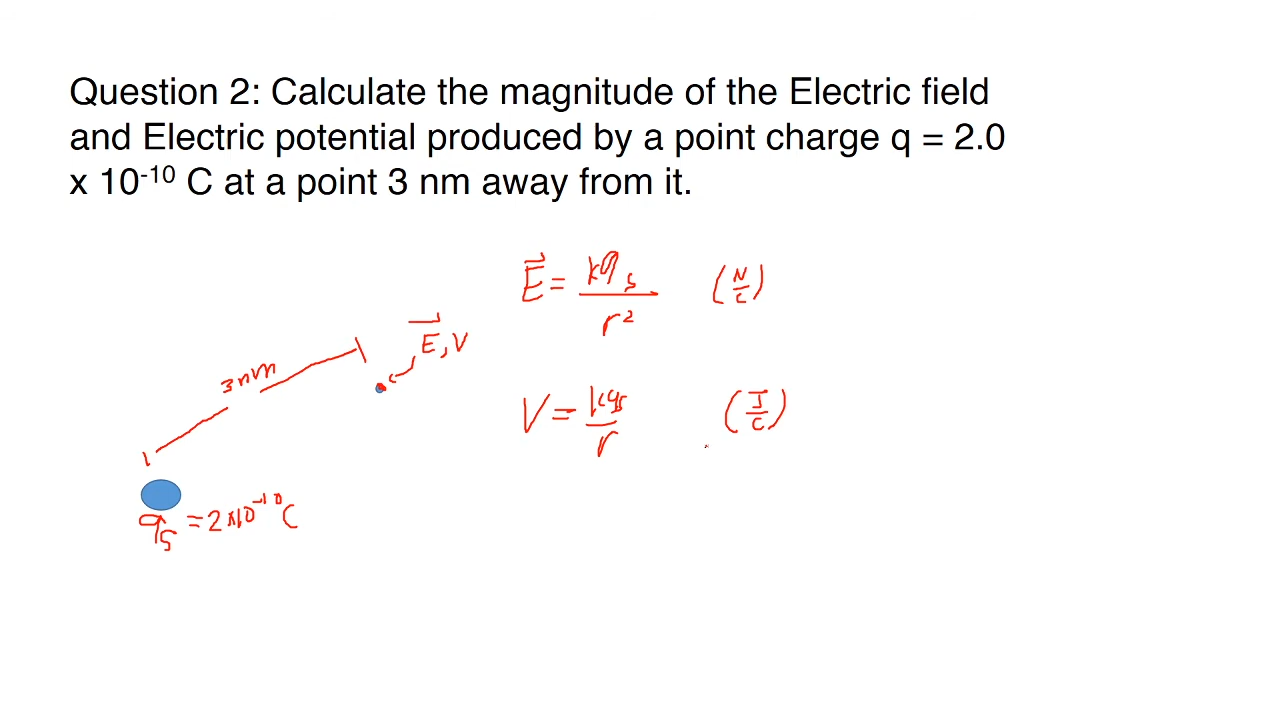 Question 2: Calculate the magnitude of the Electric field
and Electric potential produced by a point charge q = 2.0
x 10⁻¹⁰ C at a point 3 nm away from it.
E⃗ = kqₛ / r² (N/C)
E⃗, V
3nm
V = kqₛ / r (J/C)
qₛ = 2x10⁻¹⁰ C